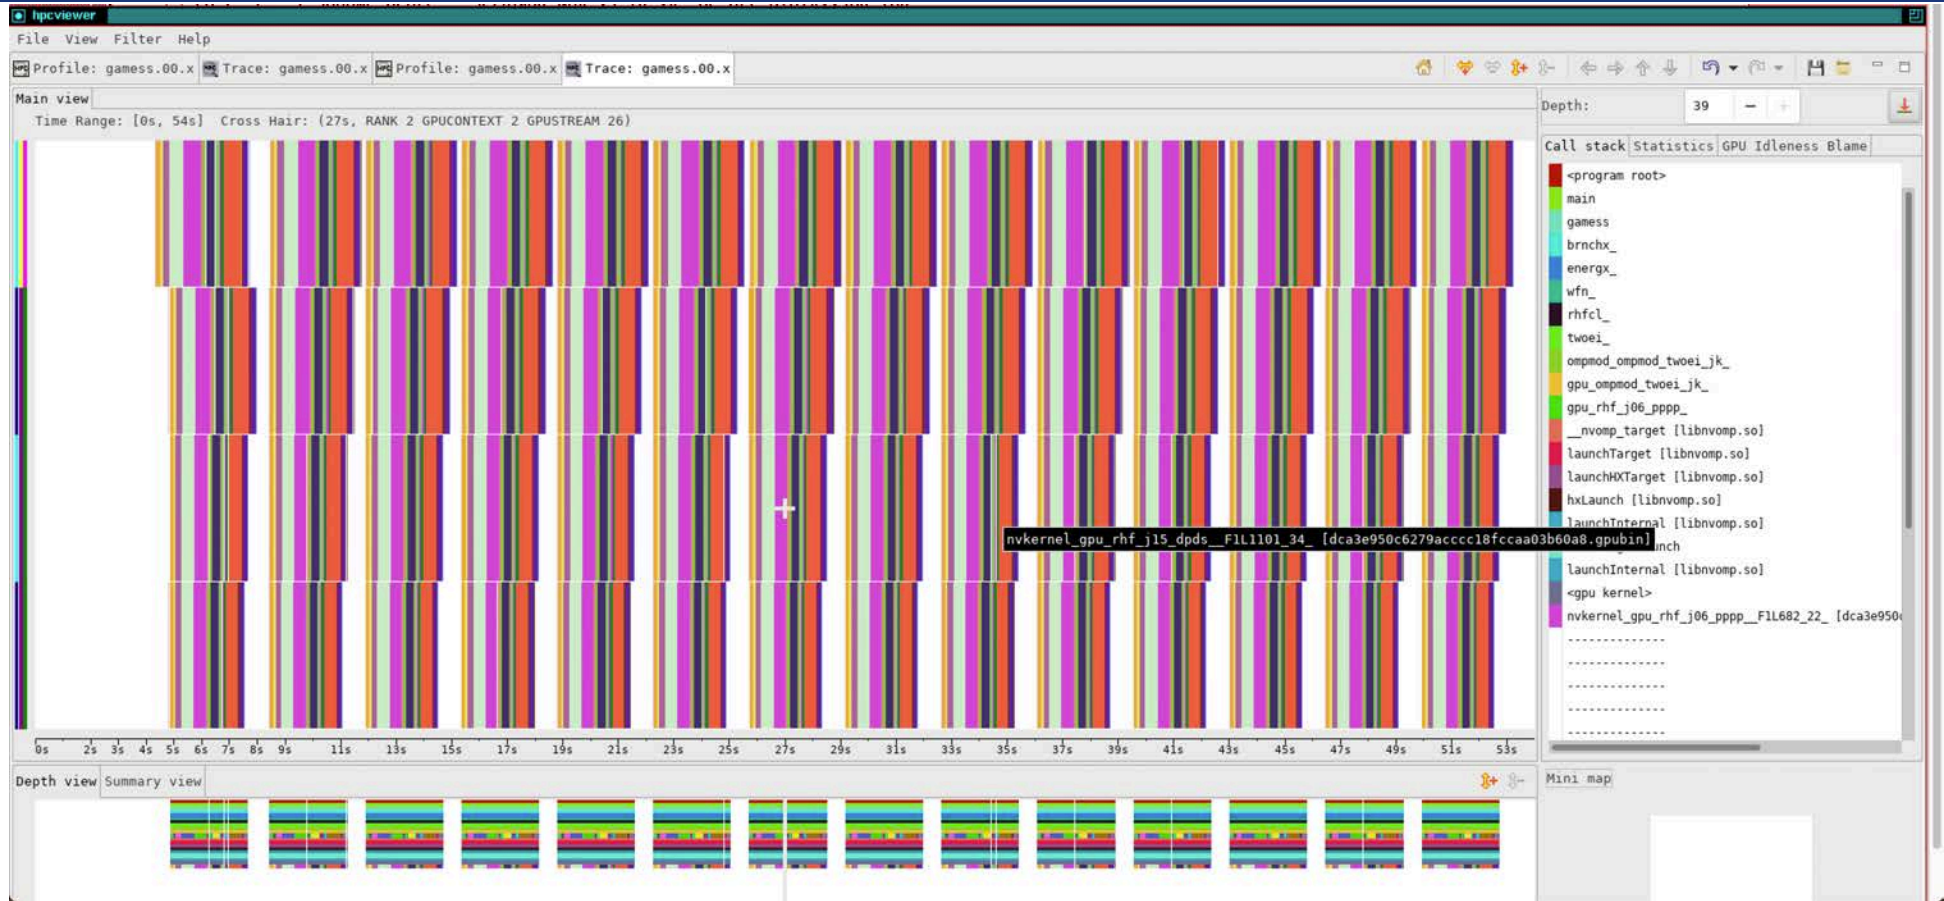 hpcviewer
File View Filter Help
Profile: gamess.00.x Trace: gamess.00.x Profile: gamess.00.x Trace: gamess.00.x
Main view
Time Range: [0s, 54s] Cross Hair: (27s, RANK 2 GPUCONTEXT 2 GPUSTREAM 26)
0s 2s 3s 4s 5s 6s 7s 8s 9s 11s 13s 15s 17s 19s 21s 23s 25s 27s 29s 31s 33s 35s 37s 39s 41s 43s 45s 47s 49s 51s 53s
nvkernel_gpu_rhf_j15_dpds__F1L1101_34_ [dca3e950c6279acccc18fccaa03b60a8.gpubin]
Depth: 39
Call stack Statistics GPU Idleness Blame
<program root>
main
gamess
brnchx_
energx_
wfn_
rhfcl_
twoei_
ompmod_ompmod_twoei_jk_
gpu_ompmod_twoei_jk_
gpu_rhf_j06_pppp_
__nvomp_target [libnvomp.so]
launchTarget [libnvomp.so]
launchHXTarget [libnvomp.so]
hxLaunch [libnvomp.so]
launchInternal [libnvomp.so]
launchInternal [libnvomp.so]
<gpu kernel>
nvkernel_gpu_rhf_j06_pppp__F1L682_22_ [dca3e950
-------------
-------------
-------------
-------------
-------------
Depth view Summary view
Mini map